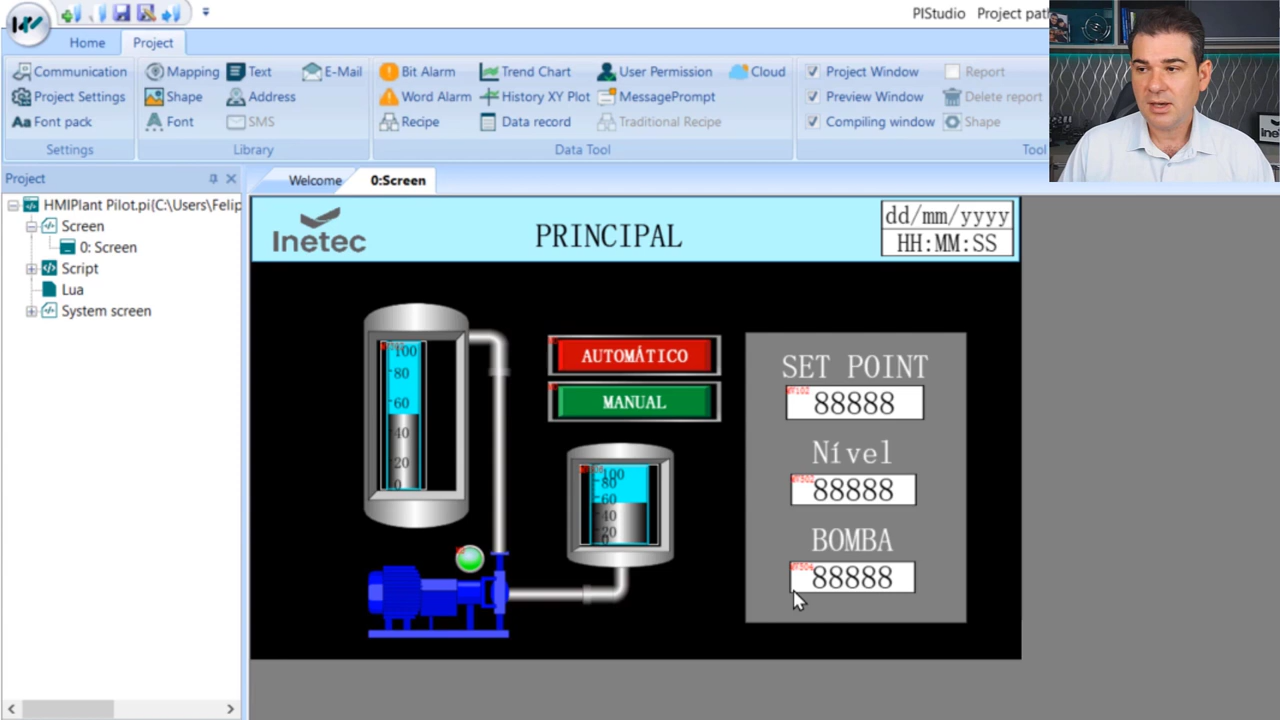 PIStudio Project path
Home Project
Communication Mapping Text E-Mail Bit Alarm Trend Chart User Permission Cloud Project Window Report
Project Settings Shape Address Word Alarm History XY Plot MessagePrompt Preview Window Delete report
Font pack Font SMS Recipe Data record Traditional Recipe Compiling window Shape
Settings Library Data Tool Tool
Project Welcome 0:Screen
HMIPlant Pilot.pi(C:\Users\Felip
Screen
0: Screen
Script
Lua
System screen
Inetec
PRINCIPAL
dd/mm/yyyy
HH:MM:SS
100
80
60
40
20
0
AUTOMÁTICO
MANUAL
100
80
60
40
20
0
SET POINT
88888
Nível
88888
BOMBA
88888